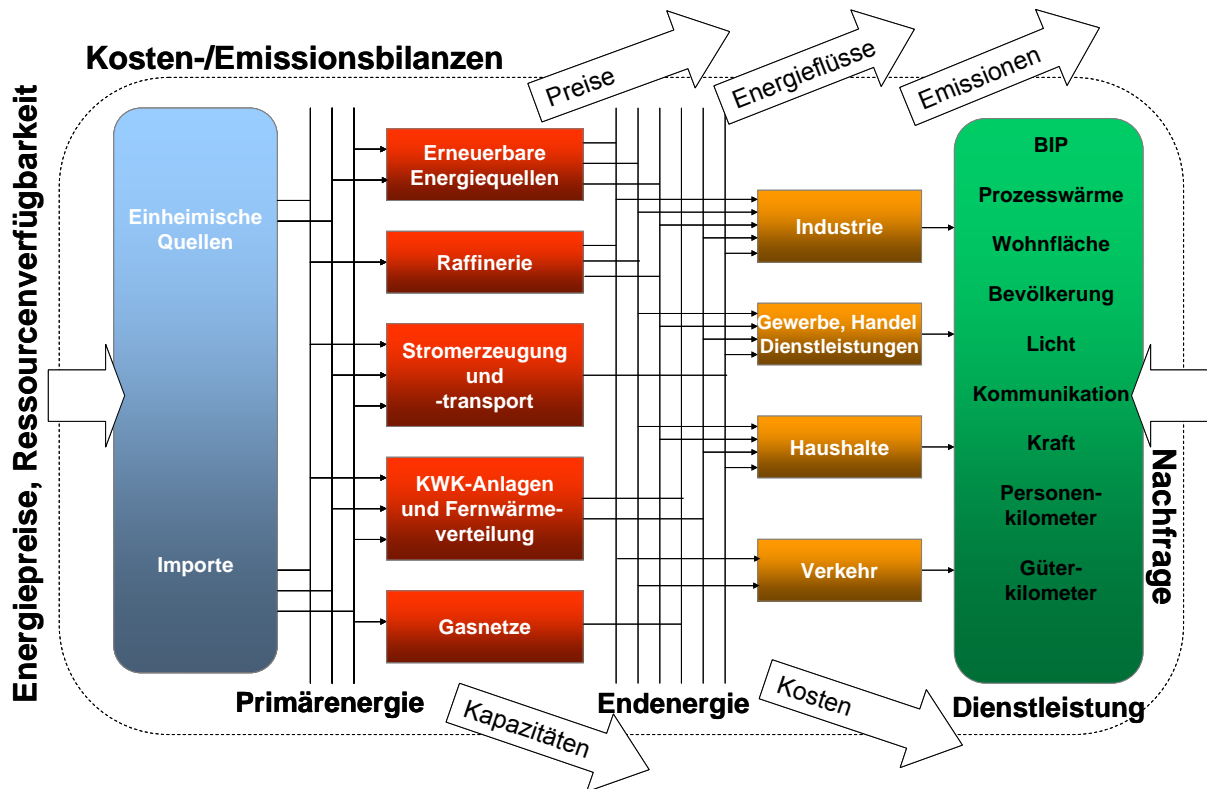 Kosten-/Emissionsbilanzen
Preise
Energieflüsse
Emissionen
Energiepreise, Ressourcenverfügbarkeit
Einheimische
Quellen
Importe
Erneuerbare
Energiequellen
Raffinerie
Stromerzeugung
und
-transport
KWK-Anlagen
und Fernwärme-
verteilung
Gasnetze
Industrie
Gewerbe, Handel
Dienstleistungen
Haushalte
Verkehr
BIP
Prozesswärme
Wohnfläche
Bevölkerung
Licht
Kommunikation
Kraft
Personen-
kilometer
Güter-
kilometer
Nachfrage
Primärenergie
Endenergie
Dienstleistung
Kapazitäten
Kosten